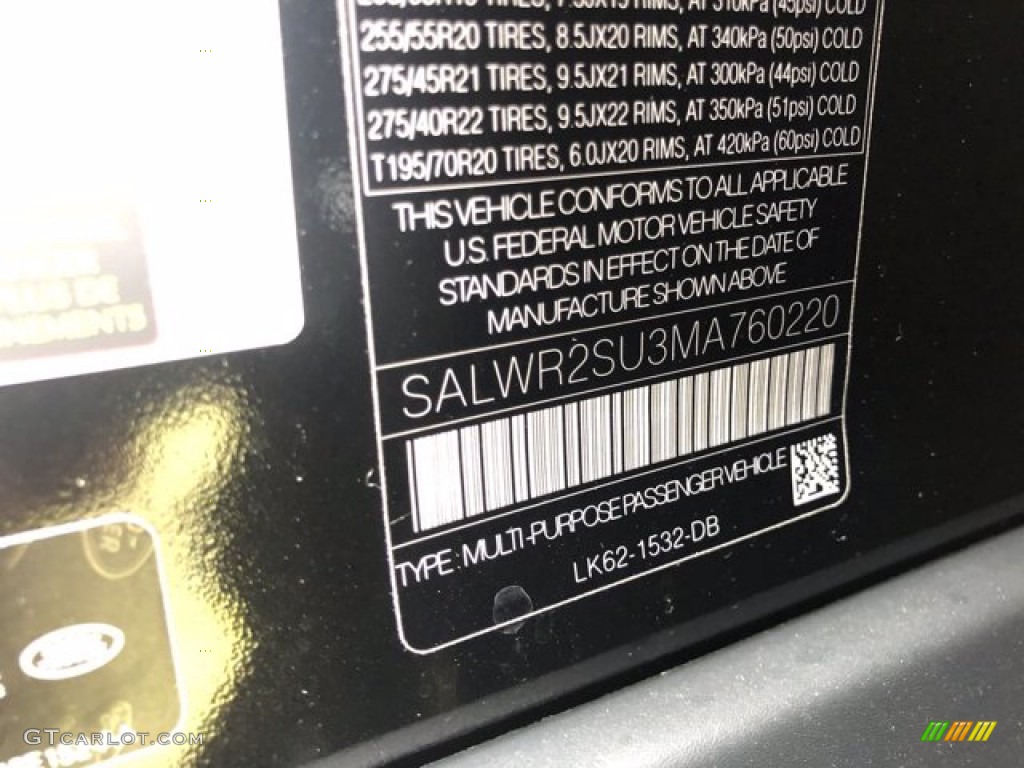 255/55R20 TIRES, 8.5JX20 RIMS, AT 340kPa (50psi) COLD
275/45R21 TIRES, 9.5JX21 RIMS, AT 300kPa (44psi) COLD
275/40R22 TIRES, 9.5JX22 RIMS, AT 350kPa (51psi) COLD
T195/70R20 TIRES, 6.0JX20 RIMS, AT 420kPa (60psi) COLD
THIS VEHICLE CONFORMS TO ALL APPLICABLE
U.S. FEDERAL MOTOR VEHICLE SAFETY
STANDARDS IN EFFECT ON THE DATE OF
MANUFACTURE SHOWN ABOVE
SALWR2SU3MA760220
TYPE: MULTI-PURPOSE PASSENGER VEHICLE
LK62-1532-DB
GTcarlot.com